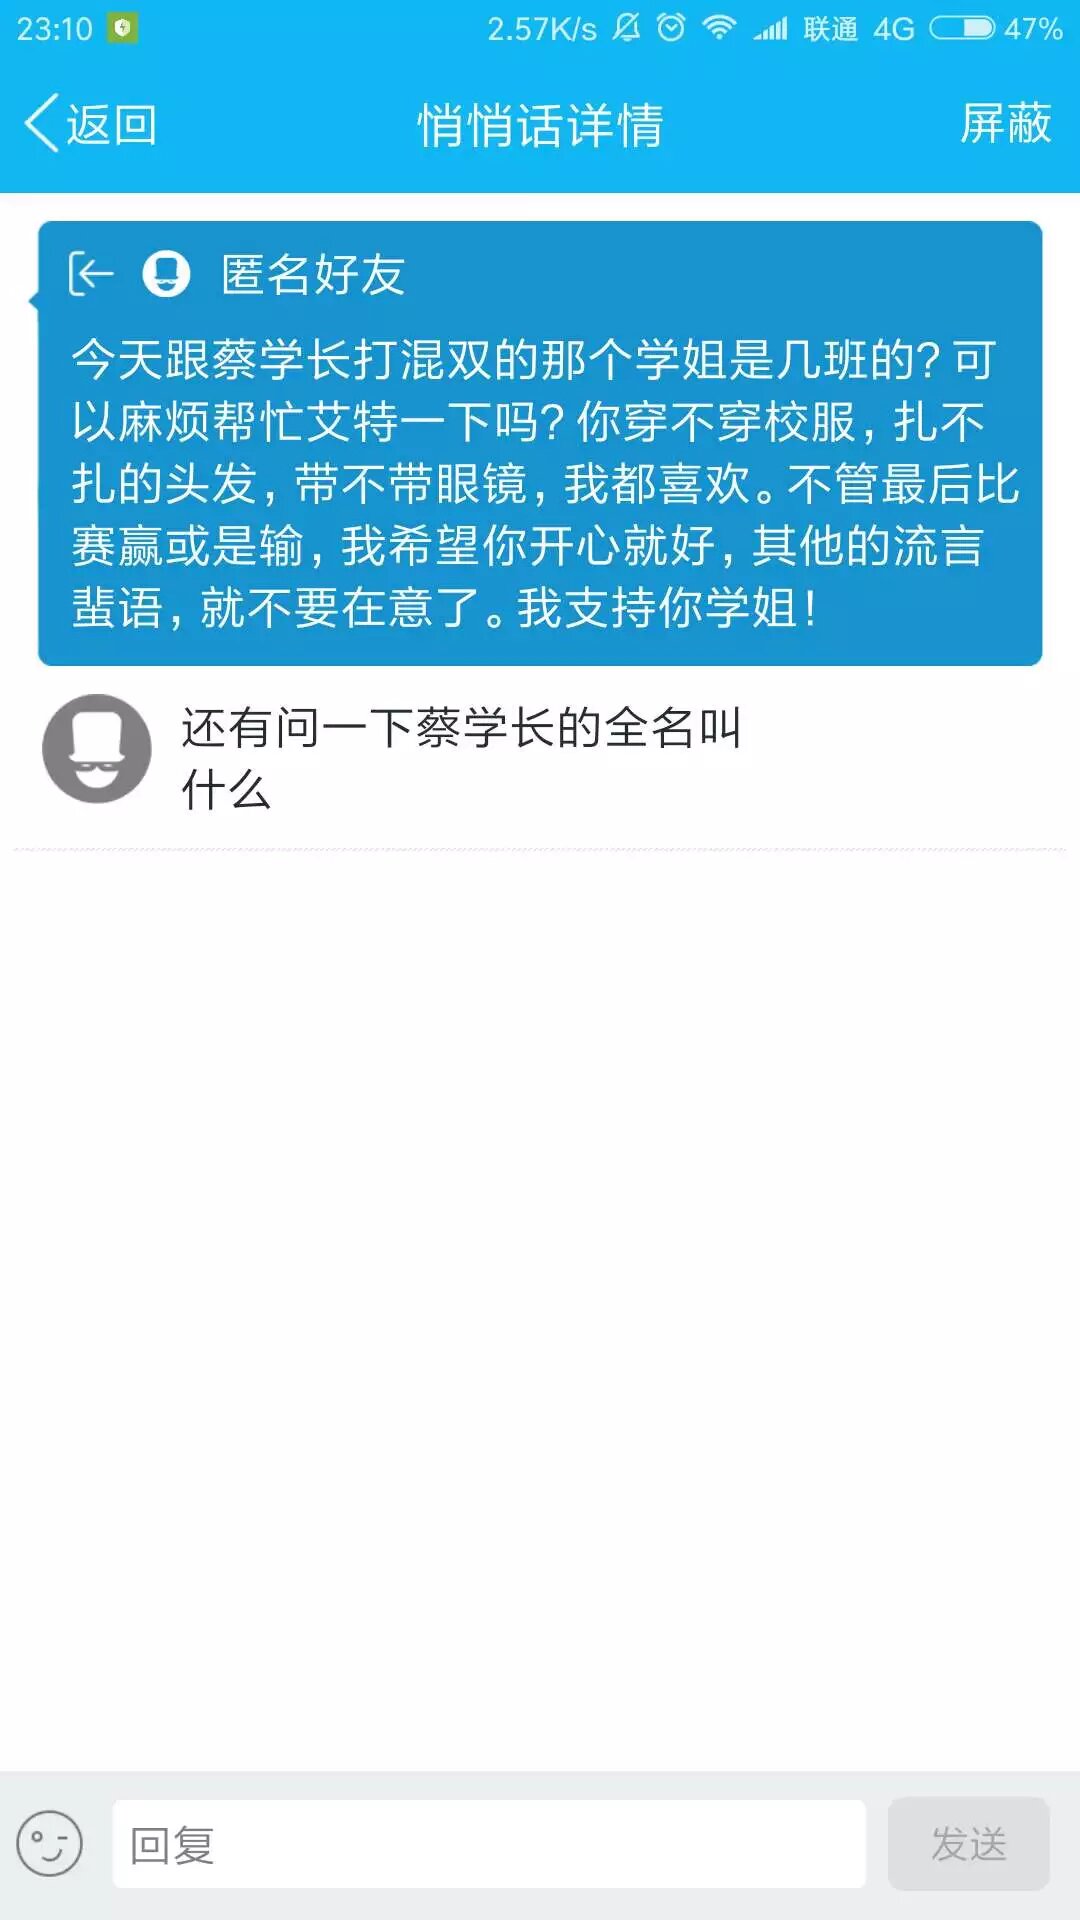 23:10 2.57K/s 联通 4G 47%
返回 悄悄话详情 屏蔽
匿名好友
今天跟蔡学长打混双的那个学姐是几班的?可
以麻烦帮忙艾特一下吗?你穿不穿校服,扎不
扎的头发,带不带眼镜,我都喜欢。不管最后比
赛赢或是输,我希望你开心就好,其他的流言
蜚语,就不要在意了。我支持你学姐!
还有问一下蔡学长的全名叫
什么
回复 发送